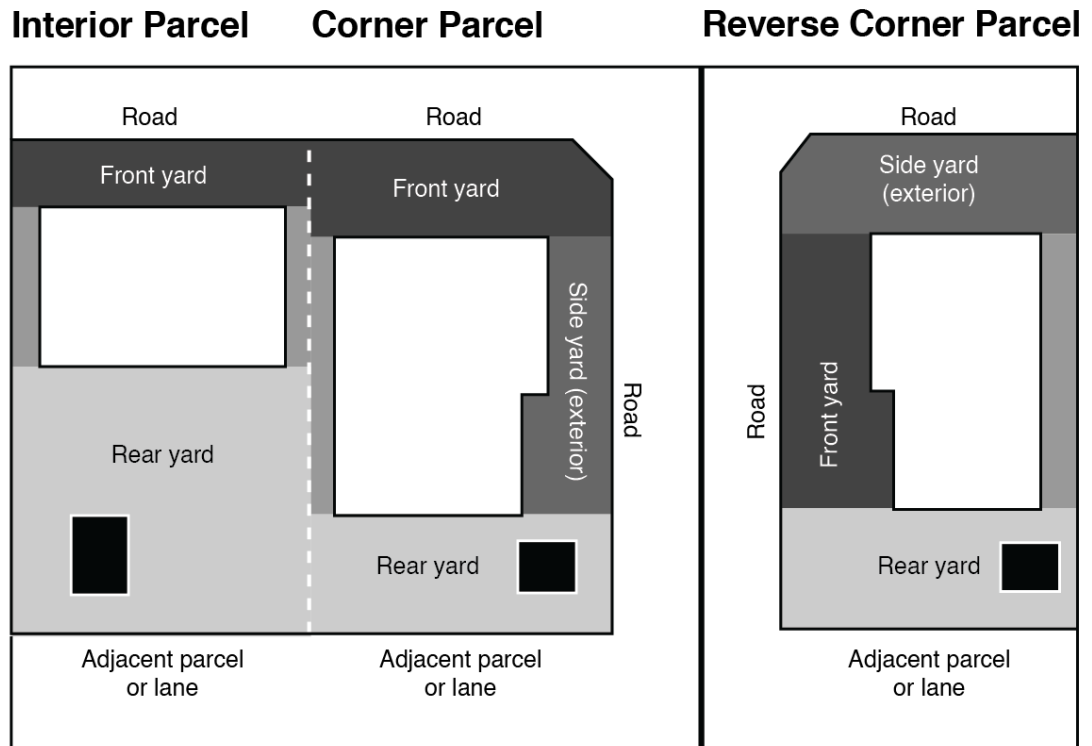 Interior Parcel
Corner Parcel
Reverse Corner Parcel
Road
Road
Road
Front yard
Front yard
Side yard
(exterior)
Side yard (exterior)
Road
Road
Front yard
Rear yard
Rear yard
Rear yard
Adjacent parcel
or lane
Adjacent parcel
or lane
Adjacent parcel
or lane